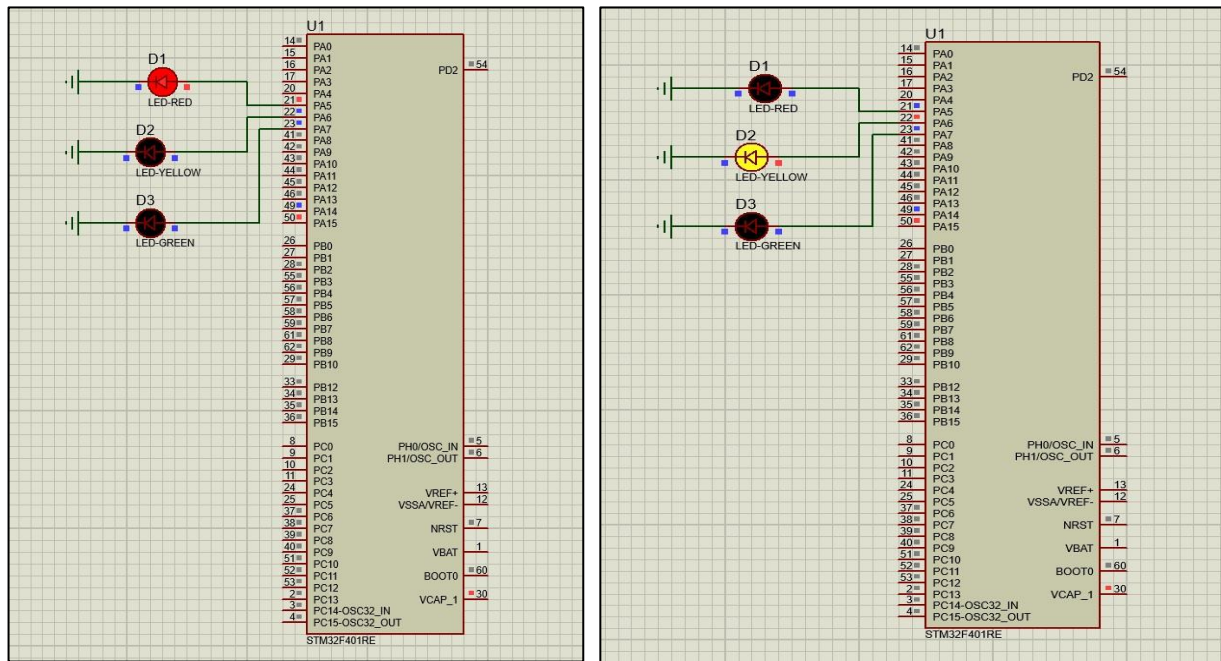 U1
14 PA0
15 PA1
16 PA2 PD2 54
17 PA3
20 PA4
21 PA5
22 PA6
23 PA7
41 PA8
42 PA9
43 PA10
44 PA11
45 PA12
46 PA13
49 PA14
50 PA15
D1
LED-RED
D2
LED-YELLOW
D3
LED-GREEN
26 PB0
27 PB1
28 PB2
55 PB3
56 PB4
57 PB5
58 PB6
59 PB7
61 PB8
62 PB9
29 PB10
33 PB12
34 PB13
35 PB14
36 PB15
8 PC0 PH0/OSC_IN 5
9 PC1 PH1/OSC_OUT 6
10 PC2
11 PC3
24 PC4 VREF+ 13
25 PC5 VSSA/VREF- 12
37 PC6
38 PC7 NRST 7
39 PC8
40 PC9 VBAT 1
51 PC10
52 PC11 BOOT0 60
53 PC12
2 PC13 VCAP_1 30
3 PC14-OSC32_IN
4 PC15-OSC32_OUT
STM32F401RE
U1
14 PA0
15 PA1
16 PA2 PD2 54
17 PA3
20 PA4
21 PA5
22 PA6
23 PA7
41 PA8
42 PA9
43 PA10
44 PA11
45 PA12
46 PA13
49 PA14
50 PA15
D1
LED-RED
D2
LED-YELLOW
D3
LED-GREEN
26 PB0
27 PB1
28 PB2
55 PB3
56 PB4
57 PB5
58 PB6
59 PB7
61 PB8
62 PB9
29 PB10
33 PB12
34 PB13
35 PB14
36 PB15
8 PC0 PH0/OSC_IN 5
9 PC1 PH1/OSC_OUT 6
10 PC2
11 PC3
24 PC4 VREF+ 13
25 PC5 VSSA/VREF- 12
37 PC6
38 PC7 NRST 7
39 PC8
40 PC9 VBAT 1
51 PC10
52 PC11 BOOT0 60
53 PC12
2 PC13 VCAP_1 30
3 PC14-OSC32_IN
4 PC15-OSC32_OUT
STM32F401RE